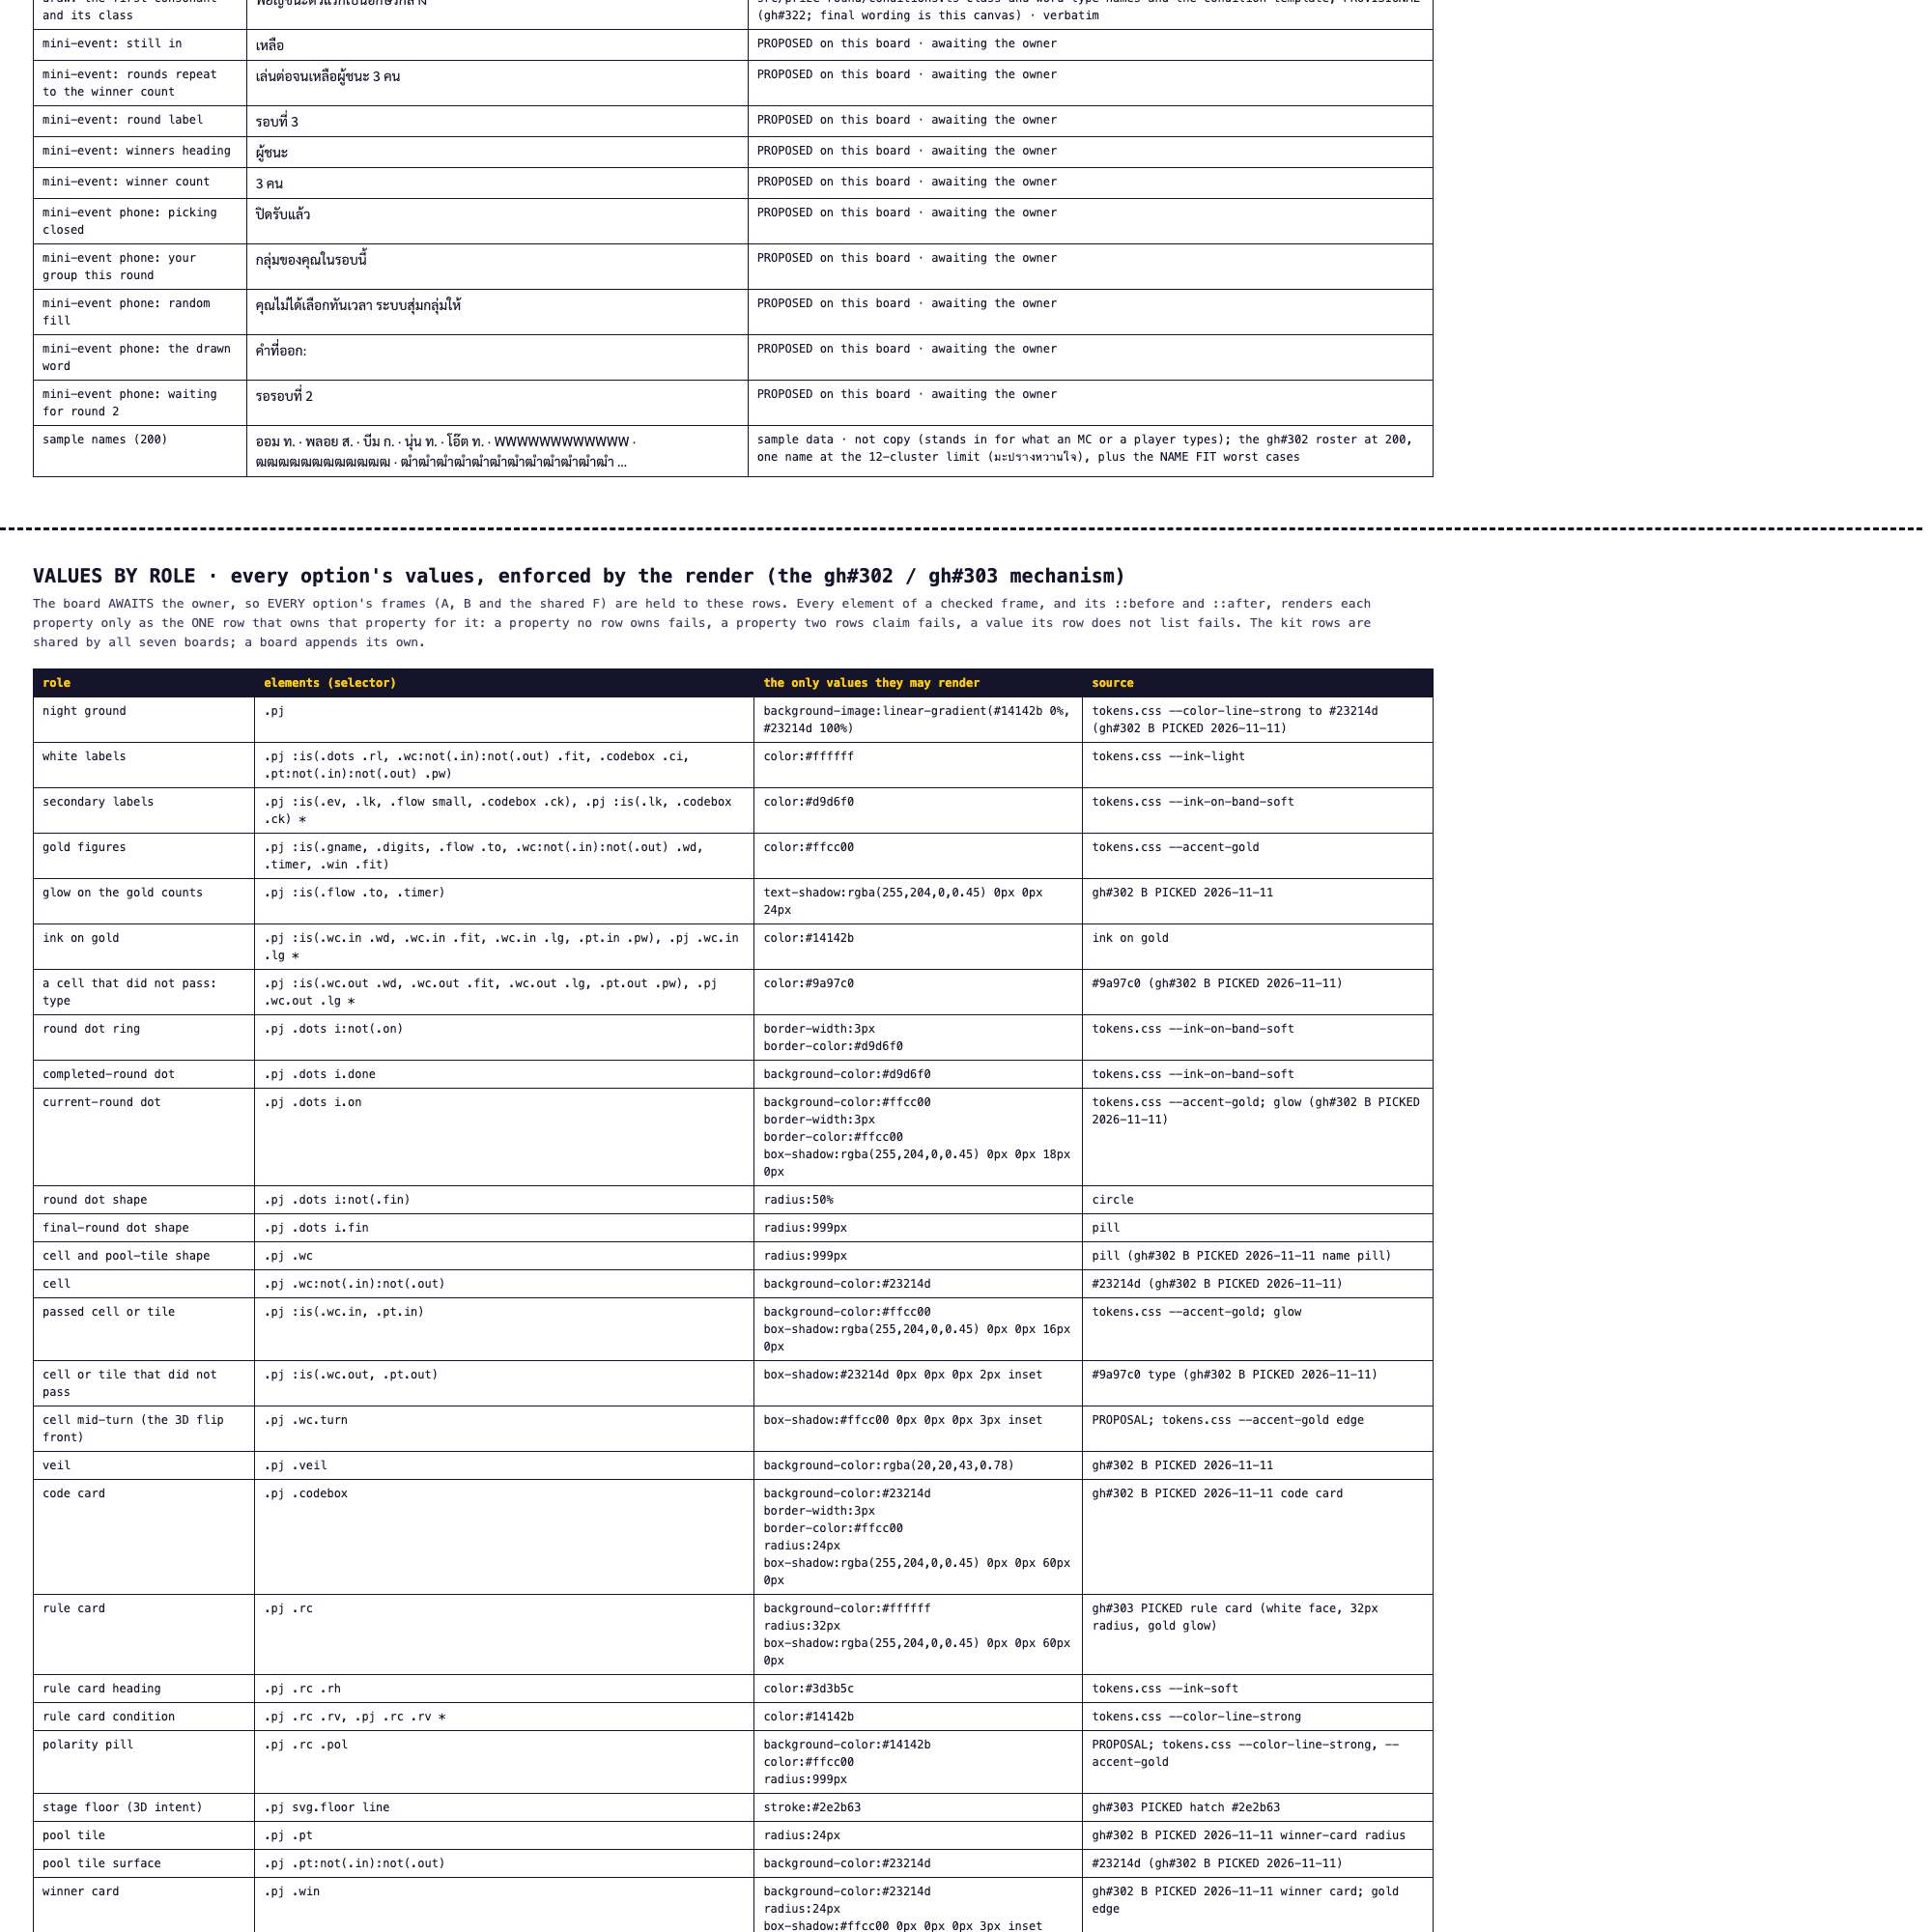 and its class
(gh#322; final wording is this canvas) · verbatim
mini-event: still in
เหลือ
PROPOSED on this board · awaiting the owner
mini-event: rounds repeat
to the winner count
เล่นต่อจนเหลือผู้ชนะ 3 คน
PROPOSED on this board · awaiting the owner
mini-event: round label
รอบที่ 3
PROPOSED on this board · awaiting the owner
mini-event: winners heading
ผู้ชนะ
PROPOSED on this board · awaiting the owner
mini-event: winner count
3 คน
PROPOSED on this board · awaiting the owner
mini-event phone: picking
closed
ปิดรับแล้ว
PROPOSED on this board · awaiting the owner
mini-event phone: your
group this round
กลุ่มของคุณในรอบนี้
PROPOSED on this board · awaiting the owner
mini-event phone: random
fill
คุณไม่ได้เลือกทันเวลา ระบบสุ่มกลุ่มให้
PROPOSED on this board · awaiting the owner
mini-event phone: the drawn
word
คำที่ออก:
PROPOSED on this board · awaiting the owner
mini-event phone: waiting
for round 2
รอรอบที่ 2
PROPOSED on this board · awaiting the owner
sample names (200)
ออม ท. · พลอย ส. · บีม ก. · นุ่น ท. · โอ๊ต ท. · WWWWWWWWWWWW ·
sample data · not copy (stands in for what an MC or a player types); the gh#302 roster at 200,
one name at the 12-cluster limit (มะปรางหวานใจ), plus the NAME FIT worst cases
VALUES BY ROLE · every option's values, enforced by the render (the gh#302 / gh#303 mechanism)
The board AWAITS the owner, so EVERY option's frames (A, B and the shared F) are held to these rows. Every element of a checked frame, and its ::before and ::after, renders each
property only as the ONE row that owns that property for it: a property no row owns fails, a property two rows claim fails, a value its row does not list fails. The kit rows are
shared by all seven boards; a board appends its own.
role
elements (selector)
the only values they may render
source
night ground
.pj
background-image:linear-gradient(#14142b 0%,
#23214d 100%)
tokens.css --color-line-strong to #23214d
(gh#302 B PICKED 2026-11-11)
white labels
.pj :is(.dots .rl, .wc:not(.in):not(.out) .fit, .codebox .ci,
.pt:not(.in):not(.out) .pw)
color:#ffffff
tokens.css --ink-light
secondary labels
.pj :is(.ev, .lk, .flow small, .codebox .ck), .pj :is(.lk, .codebox
.ck) *
color:#d9d6f0
tokens.css --ink-on-band-soft
gold figures
.pj :is(.gname, .digits, .flow .to, .wc:not(.in):not(.out) .wd,
.timer, .win .fit)
color:#ffcc00
tokens.css --accent-gold
glow on the gold counts
.pj :is(.flow .to, .timer)
text-shadow:rgba(255,204,0,0.45) 0px 0px
24px
gh#302 B PICKED 2026-11-11
ink on gold
.pj :is(.wc.in .wd, .wc.in .fit, .wc.in .lg, .pt.in .pw), .pj .wc.in
.lg *
color:#14142b
ink on gold
a cell that did not pass:
type
.pj :is(.wc.out .wd, .wc.out .fit, .wc.out .lg, .pt.out .pw), .pj
.wc.out .lg *
color:#9a97c0
#9a97c0 (gh#302 B PICKED 2026-11-11)
round dot ring
.pj .dots i:not(.on)
border-width:3px
border-color:#d9d6f0
tokens.css --ink-on-band-soft
completed-round dot
.pj .dots i.done
background-color:#d9d6f0
tokens.css --ink-on-band-soft
current-round dot
.pj .dots i.on
background-color:#ffcc00
border-width:3px
border-color:#ffcc00
box-shadow:rgba(255,204,0,0.45) 0px 0px 18px
0px
tokens.css --accent-gold; glow (gh#302 B PICKED
2026-11-11)
round dot shape
.pj .dots i:not(.fin)
radius:50%
circle
final-round dot shape
.pj .dots i.fin
radius:999px
pill
cell and pool-tile shape
.pj .wc
radius:999px
pill (gh#302 B PICKED 2026-11-11 name pill)
cell
.pj .wc:not(.in):not(.out)
background-color:#23214d
#23214d (gh#302 B PICKED 2026-11-11)
passed cell or tile
.pj :is(.wc.in, .pt.in)
background-color:#ffcc00
box-shadow:rgba(255,204,0,0.45) 0px 0px 16px
0px
tokens.css --accent-gold; glow
cell or tile that did not
pass
.pj :is(.wc.out, .pt.out)
box-shadow:#23214d 0px 0px 0px 2px inset
#9a97c0 type (gh#302 B PICKED 2026-11-11)
cell mid-turn (the 3D flip
front)
.pj .wc.turn
box-shadow:#ffcc00 0px 0px 0px 3px inset
PROPOSAL; tokens.css --accent-gold edge
veil
.pj .veil
background-color:rgba(20,20,43,0.78)
gh#302 B PICKED 2026-11-11
code card
.pj .codebox
background-color:#23214d
border-width:3px
border-color:#ffcc00
radius:24px
box-shadow:rgba(255,204,0,0.45) 0px 0px 60px
0px
gh#302 B PICKED 2026-11-11 code card
rule card
.pj .rc
background-color:#ffffff
radius:32px
box-shadow:rgba(255,204,0,0.45) 0px 0px 60px
0px
gh#303 PICKED rule card (white face, 32px
radius, gold glow)
rule card heading
.pj .rc .rh
color:#3d3b5c
tokens.css --ink-soft
rule card condition
.pj .rc .rv, .pj .rc .rv *
color:#14142b
tokens.css --color-line-strong
polarity pill
.pj .rc .pol
background-color:#14142b
color:#ffcc00
radius:999px
PROPOSAL; tokens.css --color-line-strong, --
accent-gold
stage floor (3D intent)
.pj svg.floor line
stroke:#2e2b63
gh#303 PICKED hatch #2e2b63
pool tile
.pj .pt
radius:24px
gh#302 B PICKED 2026-11-11 winner-card radius
pool tile surface
.pj .pt:not(.in):not(.out)
background-color:#23214d
#23214d (gh#302 B PICKED 2026-11-11)
winner card
.pj .win
background-color:#23214d
radius:24px
box-shadow:#ffcc00 0px 0px 0px 3px inset
gh#302 B PICKED 2026-11-11 winner card; gold
edge